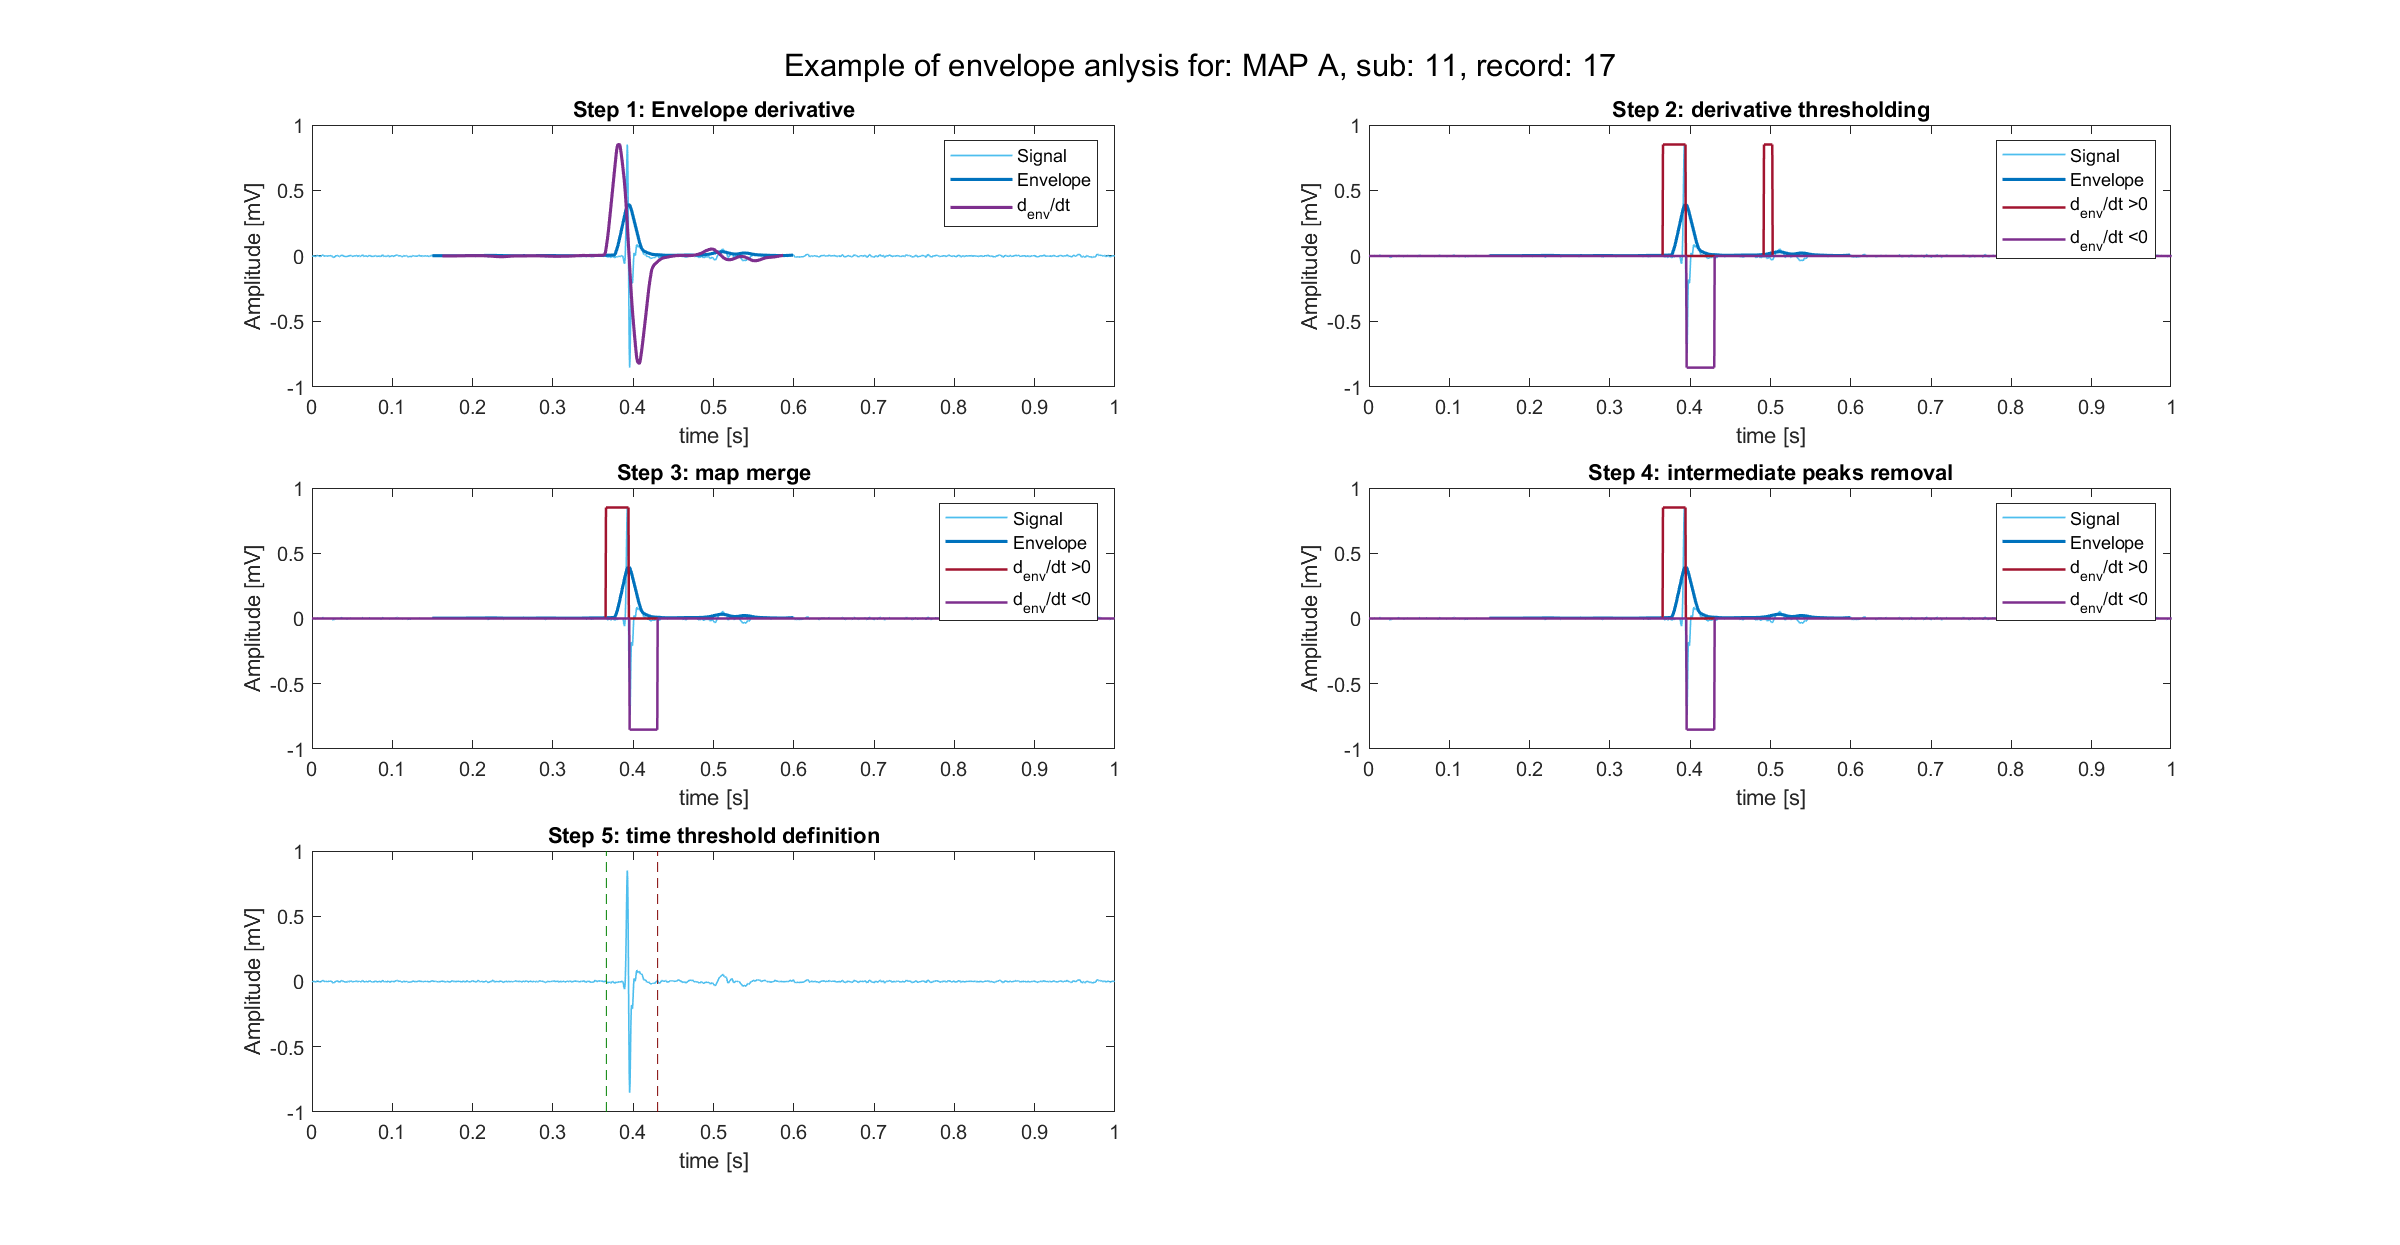 Example of envelope anlysis for: MAP A, sub: 11, record: 17
Step 1: Envelope derivative
1
0.5
0
-0.5
-1
Amplitude [mV]
0 0.1 0.2 0.3 0.4 0.5 0.6 0.7 0.8 0.9 1
time [s]
Signal
Envelope
d_env/dt
Step 2: derivative thresholding
1
0.5
0
-0.5
-1
Amplitude [mV]
0 0.1 0.2 0.3 0.4 0.5 0.6 0.7 0.8 0.9 1
time [s]
Signal
Envelope
d_env/dt >0
d_env/dt <0
Step 3: map merge
1
0.5
0
-0.5
-1
Amplitude [mV]
0 0.1 0.2 0.3 0.4 0.5 0.6 0.7 0.8 0.9 1
time [s]
Signal
Envelope
d_env/dt >0
d_env/dt <0
Step 4: intermediate peaks removal
1
0.5
0
-0.5
-1
Amplitude [mV]
0 0.1 0.2 0.3 0.4 0.5 0.6 0.7 0.8 0.9 1
time [s]
Signal
Envelope
d_env/dt >0
d_env/dt <0
Step 5: time threshold definition
1
0.5
0
-0.5
-1
Amplitude [mV]
0 0.1 0.2 0.3 0.4 0.5 0.6 0.7 0.8 0.9 1
time [s]